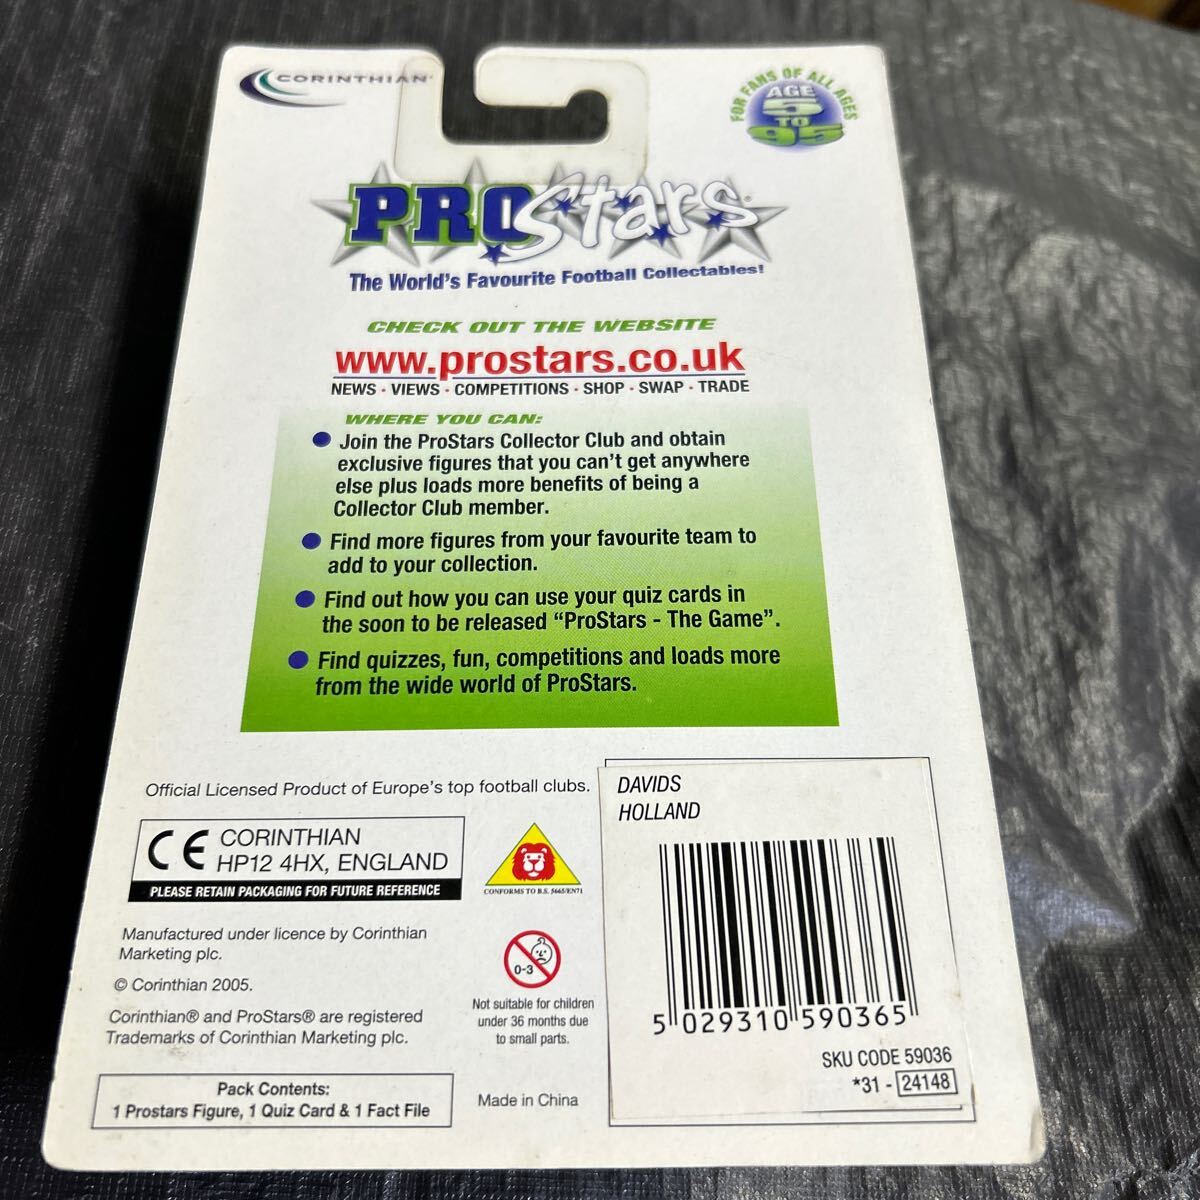 CORINTHIAN
FOR FANS OF ALL AGES
AGE
5
TO
95
PROStars®
The World's Favourite Football Collectables!
CHECK OUT THE WEBSITE
www.prostars.co.uk
NEWS · VIEWS · COMPETITIONS · SHOP · SWAP · TRADE
WHERE YOU CAN:
● Join the ProStars Collector Club and obtain
exclusive figures that you can't get anywhere
else plus loads more benefits of being a
Collector Club member.
● Find more figures from your favourite team to
add to your collection.
● Find out how you can use your quiz cards in
the soon to be released "ProStars - The Game".
● Find quizzes, fun, competitions and loads more
from the wide world of ProStars.
Official Licensed Product of Europe's top football clubs.
CE CORINTHIAN
HP12 4HX, ENGLAND
PLEASE RETAIN PACKAGING FOR FUTURE REFERENCE
CONFORMS TO B.S. 5665/EN71
Manufactured under licence by Corinthian
Marketing plc.
© Corinthian 2005.
Corinthian® and ProStars® are registered
Trademarks of Corinthian Marketing plc.
0-3
Not suitable for children
under 36 months due
to small parts.
Pack Contents:
1 Prostars Figure, 1 Quiz Card & 1 Fact File
Made in China
DAVIDS
HOLLAND
5 029310 590365
SKU CODE 59036
*31 - 24148